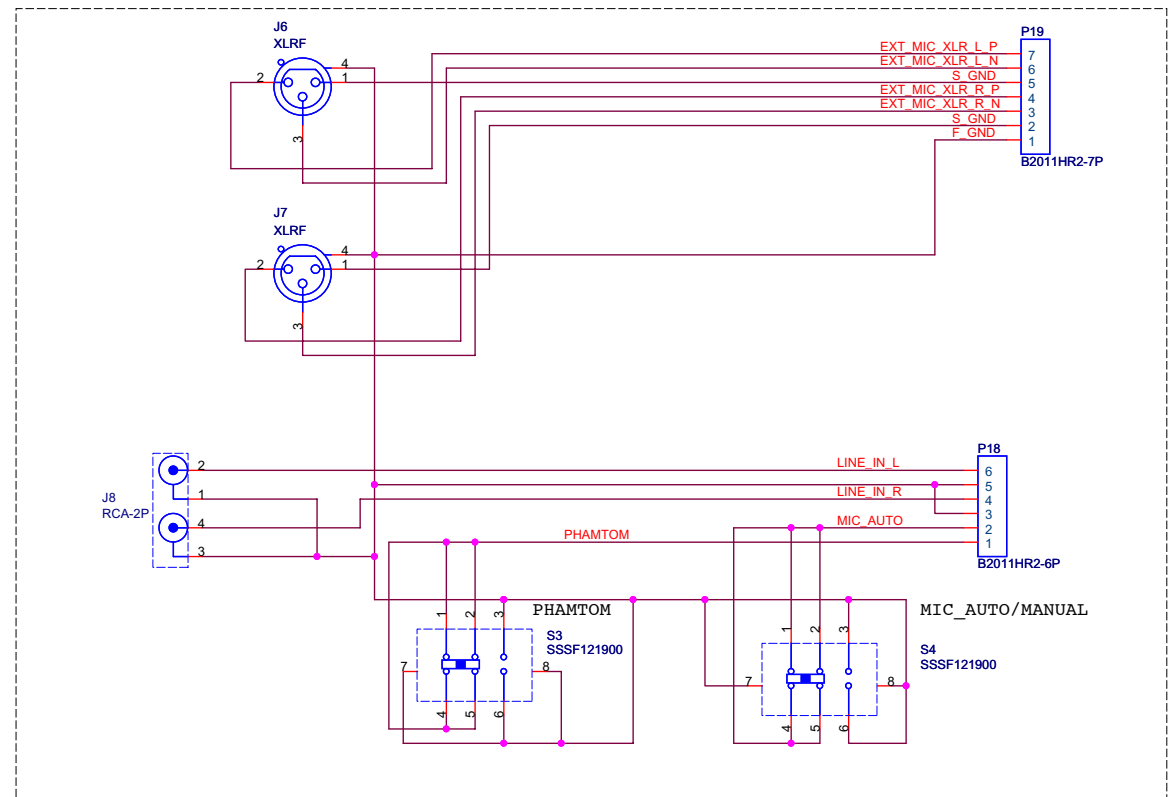 J6
XLRF
4
2
1
3
P19
EXT_MIC_XLR_L_P
7
EXT_MIC_XLR_L_N
6
S_GND
5
EXT_MIC_XLR_R_P
4
EXT_MIC_XLR_R_N
3
S_GND
2
F_GND
1
B2011HR2-7P
J7
XLRF
4
2
1
3
P18
2
LINE_IN_L
6
J8
1
5
RCA-2P
LINE_IN_R
4
4
3
MIC_AUTO
2
3
PHAMTOM
1
B2011HR2-6P
1
2
3
PHAMTOM
S3
SSSF121900
7
8
4
5
6
MIC_AUTO/MANUAL
1
2
3
S4
SSSF121900
7
8
4
5
6